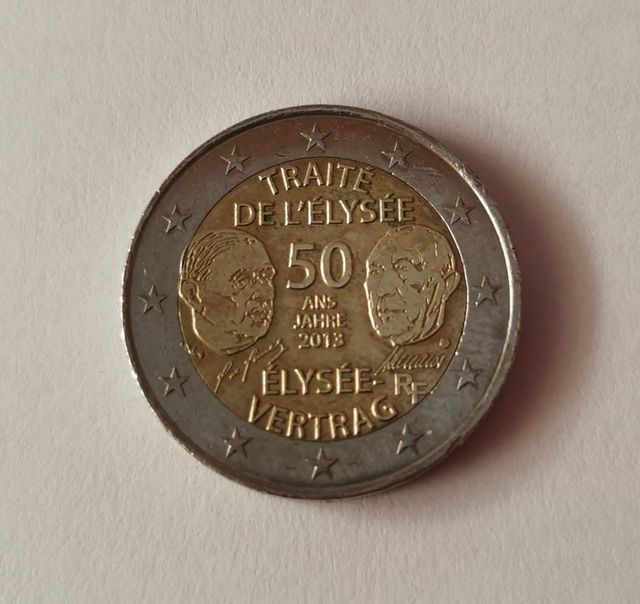 TRAITÉ
DE L'ÉLYSÉE
50
ANS
JAHRE
2013
ÉLYSÉE-
RF
VERTRAG